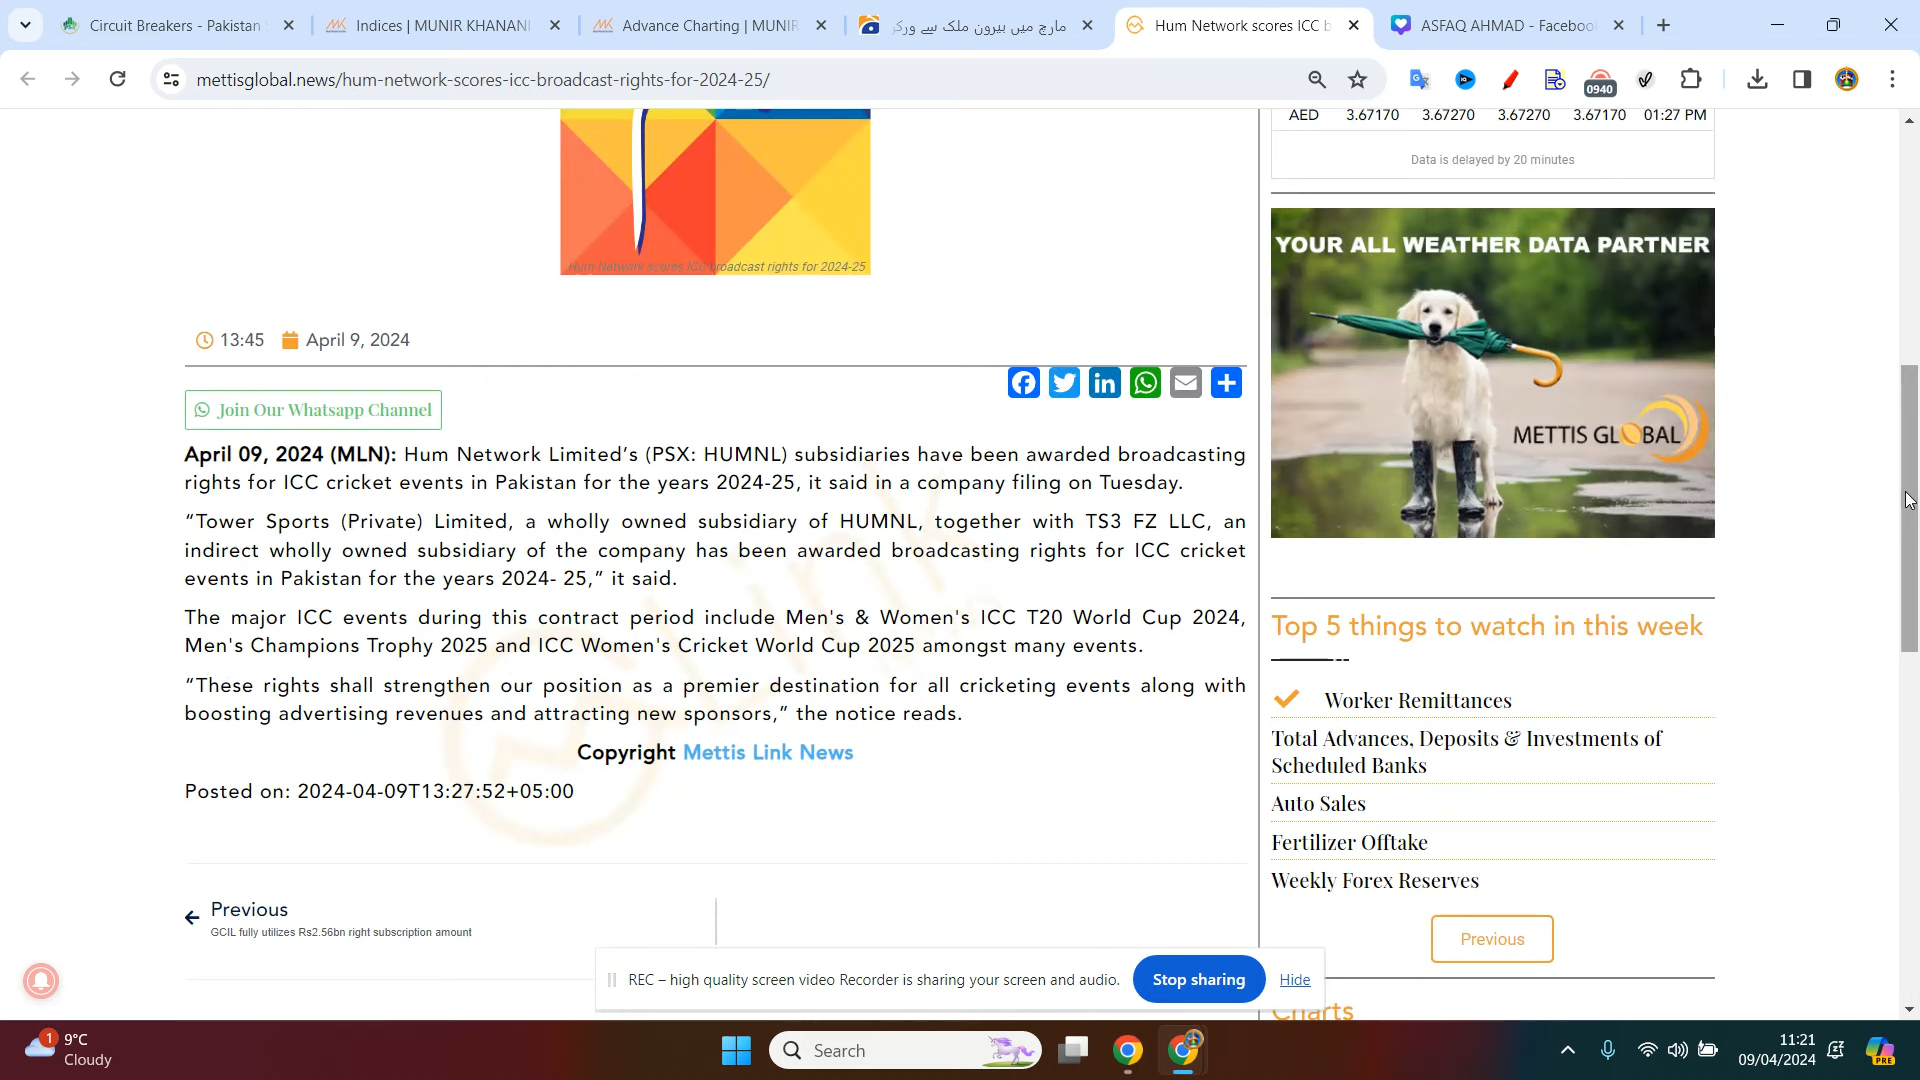 Circuit Breakers - Pakistan
Indices | MUNIR KHANANI
Advance Charting | MUNIR
مارچ میں بیرون ملک سے ورکر
Hum Network scores ICC b
ASFAQ AHMAD - Facebook
mettisglobal.news/hum-network-scores-icc-broadcast-rights-for-2024-25/
0940
AED 3.67170 3.67270 3.67270 3.67170 01:27 PM
Data is delayed by 20 minutes
Hum Network scores ICC broadcast rights for 2024-25
13:45 April 9, 2024
Join Our Whatsapp Channel
April 09, 2024 (MLN): Hum Network Limited’s (PSX: HUMNL) subsidiaries have been awarded broadcasting
rights for ICC cricket events in Pakistan for the years 2024-25, it said in a company filing on Tuesday.
“Tower Sports (Private) Limited, a wholly owned subsidiary of HUMNL, together with TS3 FZ LLC, an
indirect wholly owned subsidiary of the company has been awarded broadcasting rights for ICC cricket
events in Pakistan for the years 2024- 25,” it said.
The major ICC events during this contract period include Men's & Women's ICC T20 World Cup 2024,
Men's Champions Trophy 2025 and ICC Women's Cricket World Cup 2025 amongst many events.
“These rights shall strengthen our position as a premier destination for all cricketing events along with
boosting advertising revenues and attracting new sponsors,” the notice reads.
Copyright Mettis Link News
Posted on: 2024-04-09T13:27:52+05:00
Previous
GCIL fully utilizes Rs2.56bn right subscription amount
YOUR ALL WEATHER DATA PARTNER
METTIS GLOBAL
Top 5 things to watch in this week
Worker Remittances
Total Advances, Deposits & Investments of
Scheduled Banks
Auto Sales
Fertilizer Offtake
Weekly Forex Reserves
Previous
Charts
REC – high quality screen video Recorder is sharing your screen and audio.
Stop sharing
Hide
1
9°C
Cloudy
Search
11:21
09/04/2024
PRE